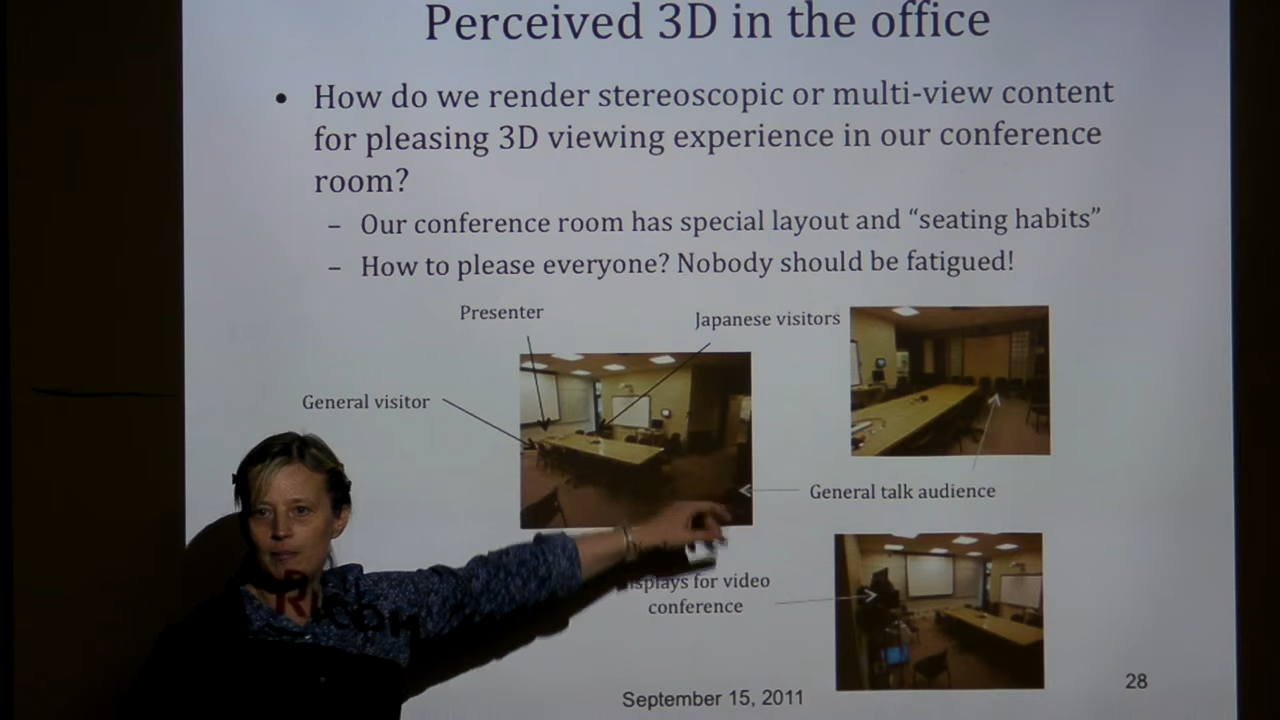 Perceived 3D in the office
• How do we render stereoscopic or multi-view content
for pleasing 3D viewing experience in our conference
room?
– Our conference room has special layout and “seating habits”
– How to please everyone? Nobody should be fatigued!
Presenter
Japanese visitors
General visitor
General talk audience
for video
conference
September 15, 2011
28